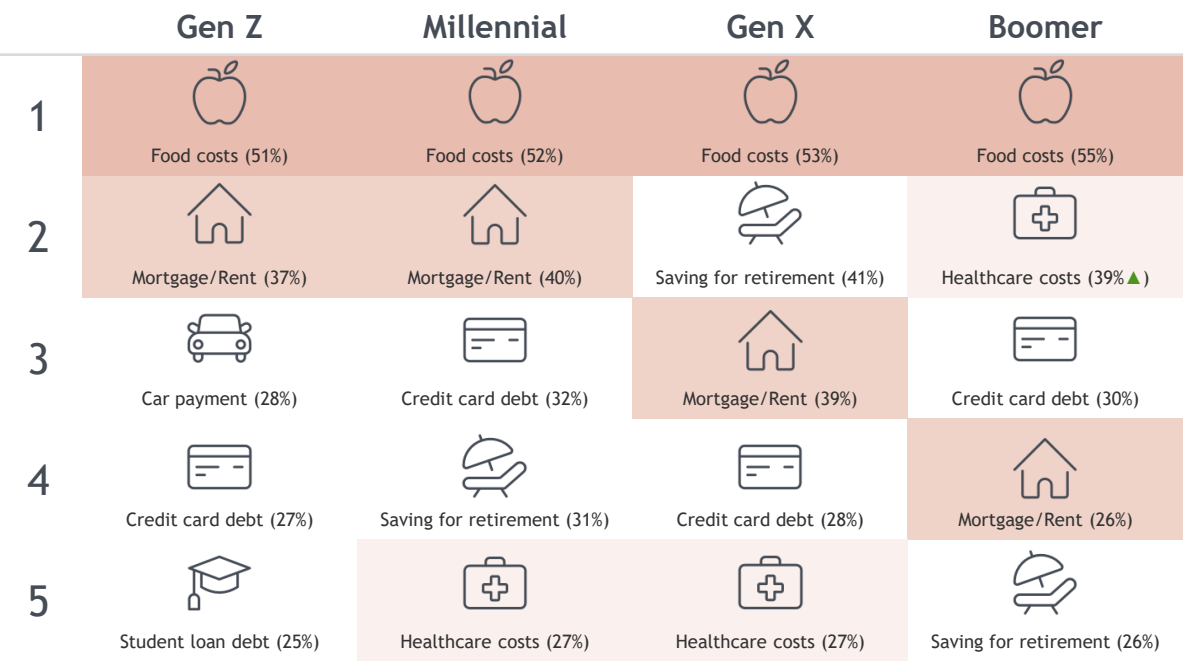 Gen Z Millennial Gen X Boomer
1
Food costs (51%) Food costs (52%) Food costs (53%) Food costs (55%)
2
Mortgage/Rent (37%) Mortgage/Rent (40%) Saving for retirement (41%) Healthcare costs (39%▲)
3
Car payment (28%) Credit card debt (32%) Mortgage/Rent (39%) Credit card debt (30%)
4
Credit card debt (27%) Saving for retirement (31%) Credit card debt (28%) Mortgage/Rent (26%)
5
Student loan debt (25%) Healthcare costs (27%) Healthcare costs (27%) Saving for retirement (26%)